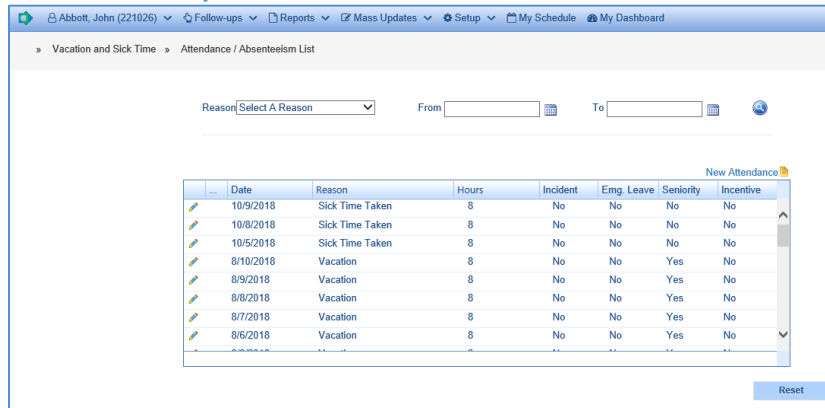 Abbott, John (221026) Follow-ups Reports Mass Updates Setup My Schedule My Dashboard
» Vacation and Sick Time » Attendance / Absenteeism List
Reason Select A Reason From To
New Attendance
... Date Reason Hours Incident Emg. Leave Seniority Incentive
10/9/2018 Sick Time Taken 8 No No No No
10/8/2018 Sick Time Taken 8 No No No No
10/5/2018 Sick Time Taken 8 No No No No
8/10/2018 Vacation 8 No No Yes No
8/9/2018 Vacation 8 No No Yes No
8/8/2018 Vacation 8 No No Yes No
8/7/2018 Vacation 8 No No Yes No
8/6/2018 Vacation 8 No No Yes No
Reset